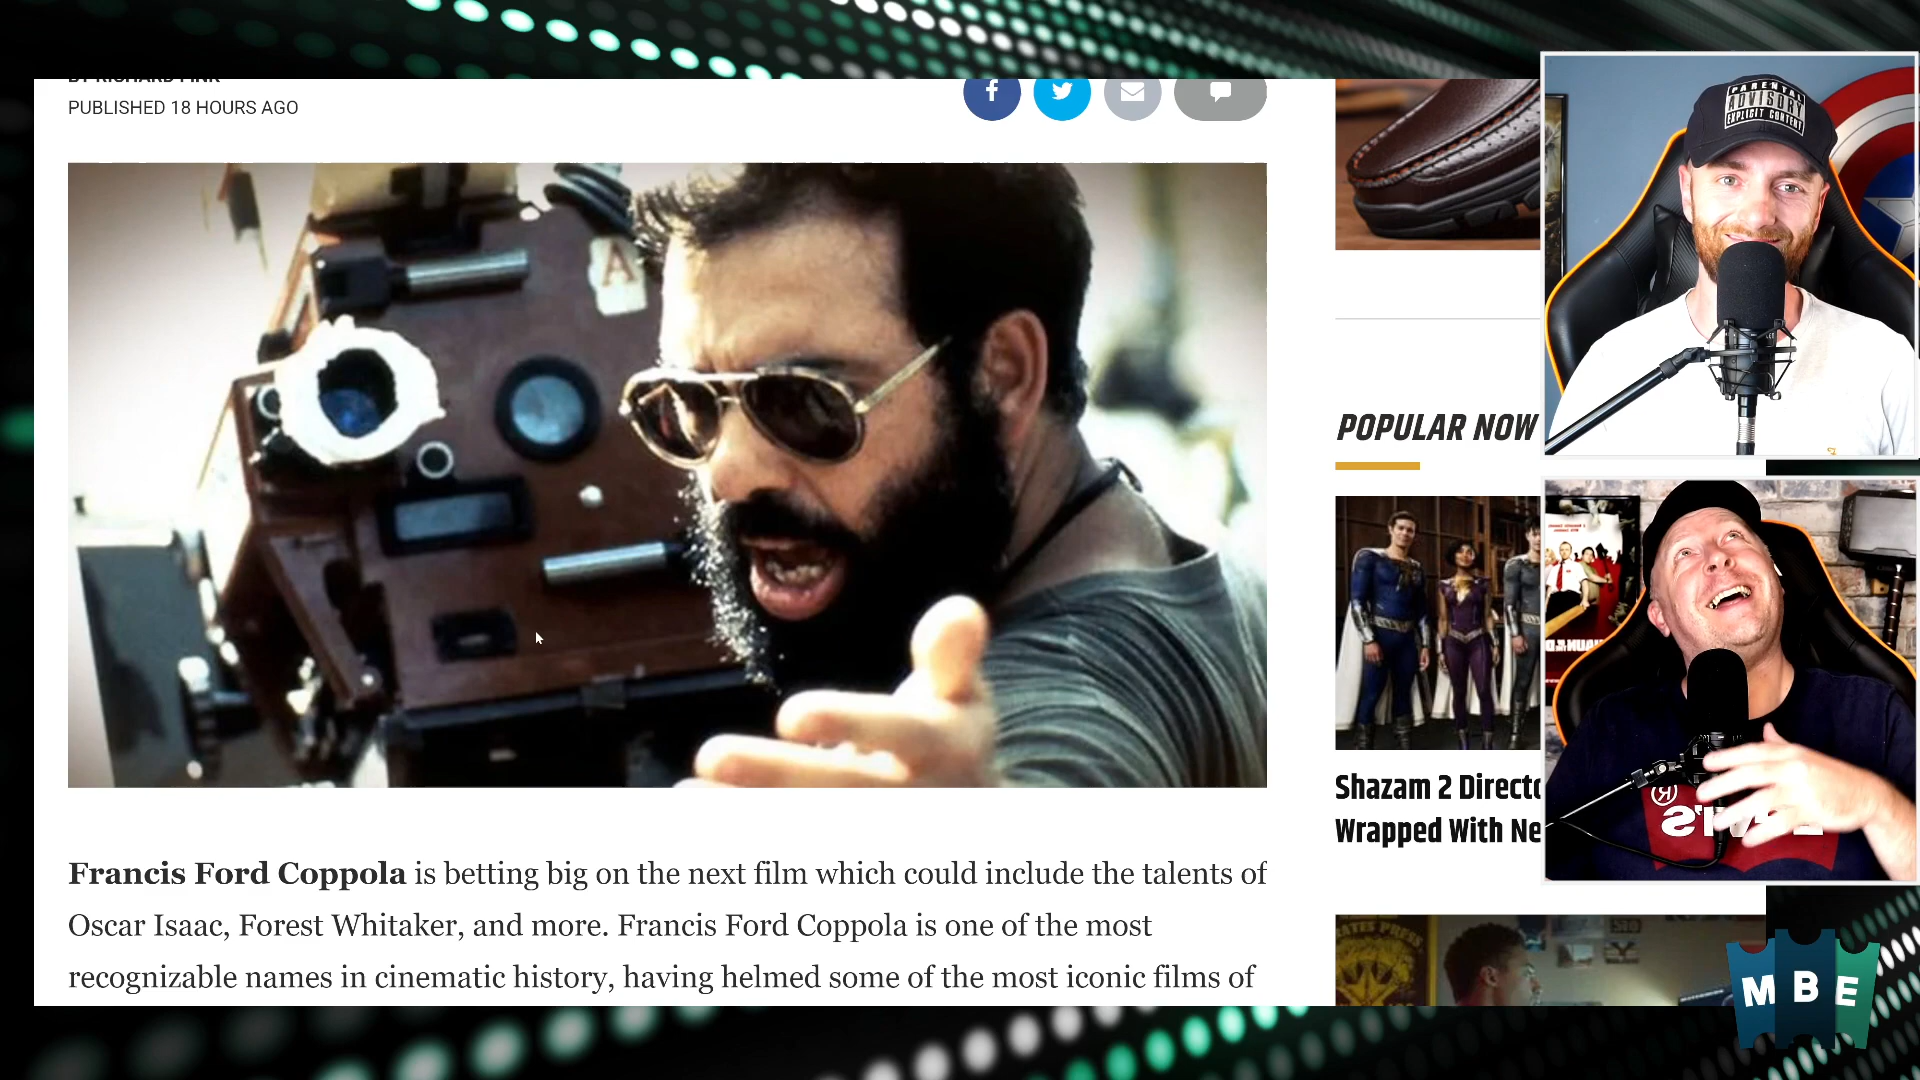 BY RICHARD FINK
PUBLISHED 18 HOURS AGO
A
Francis Ford Coppola is betting big on the next film which could include the talents of
Oscar Isaac, Forest Whitaker, and more. Francis Ford Coppola is one of the most
recognizable names in cinematic history, having helmed some of the most iconic films of
POPULAR NOW
Shazam 2 Directo
Wrapped With Ne
PARENTAL
ADVISORY
EXPLICIT CONTENT
MBE